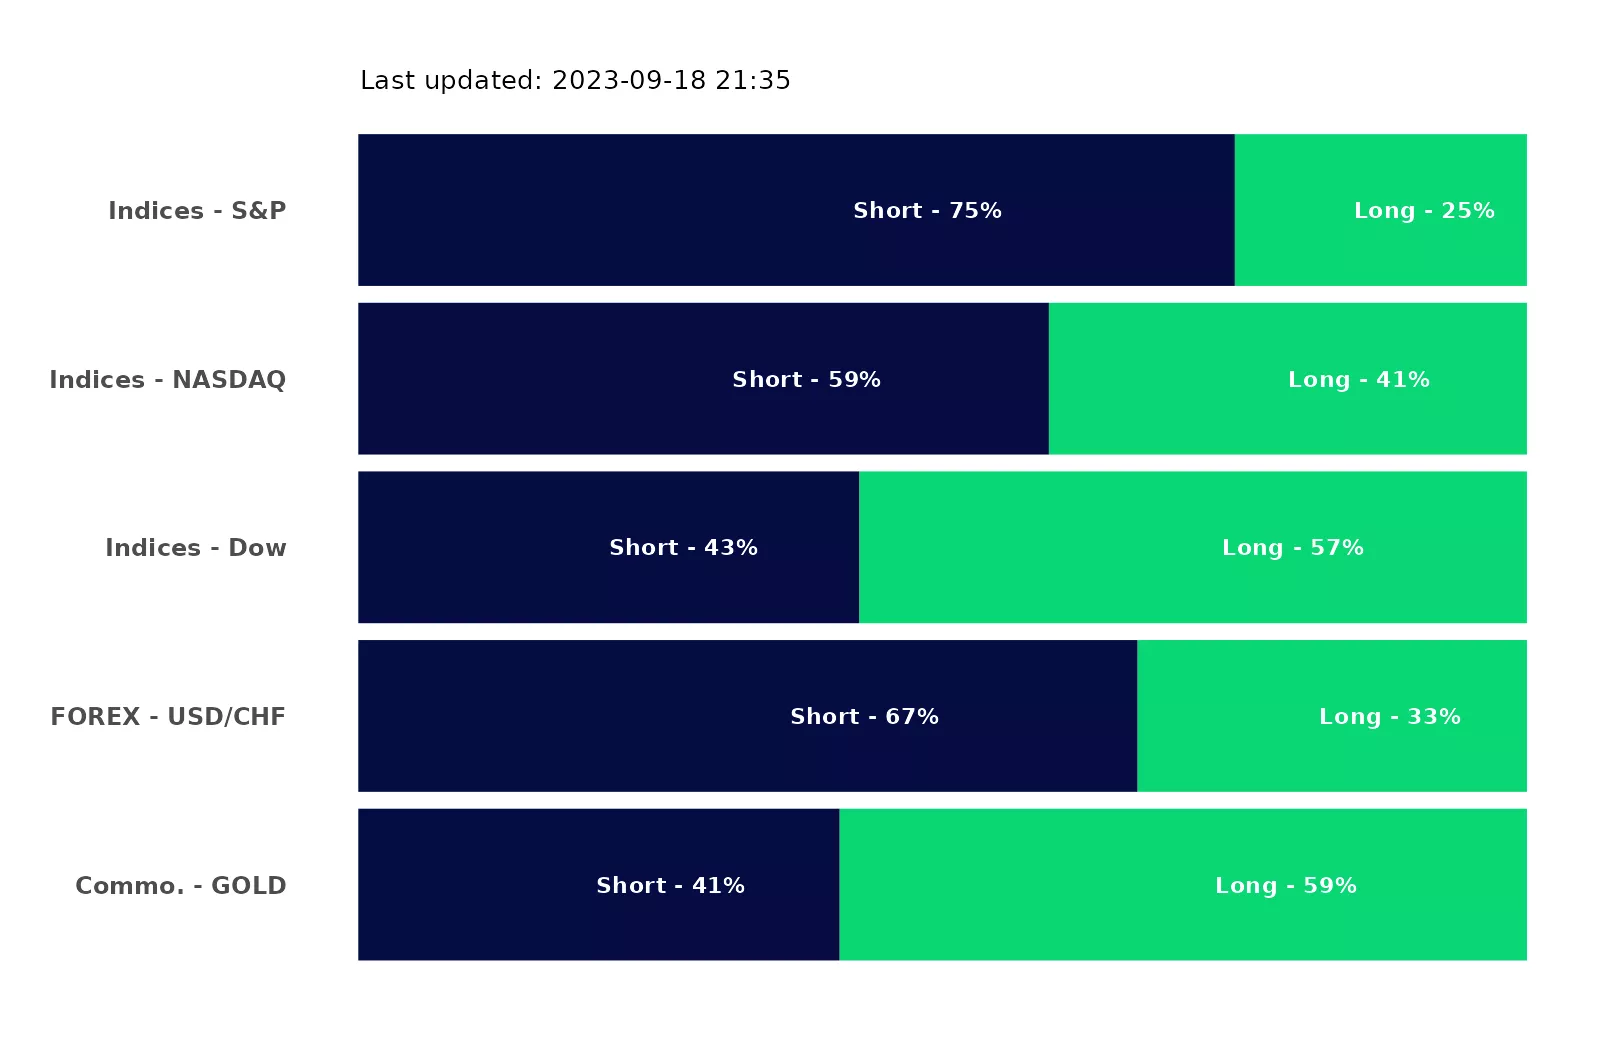 Last updated: 2023-09-18 21:35
Indices - S&P Short - 75% Long - 25%
Indices - NASDAQ Short - 59% Long - 41%
Indices - Dow Short - 43% Long - 57%
FOREX - USD/CHF Short - 67% Long - 33%
Commo. - GOLD Short - 41% Long - 59%